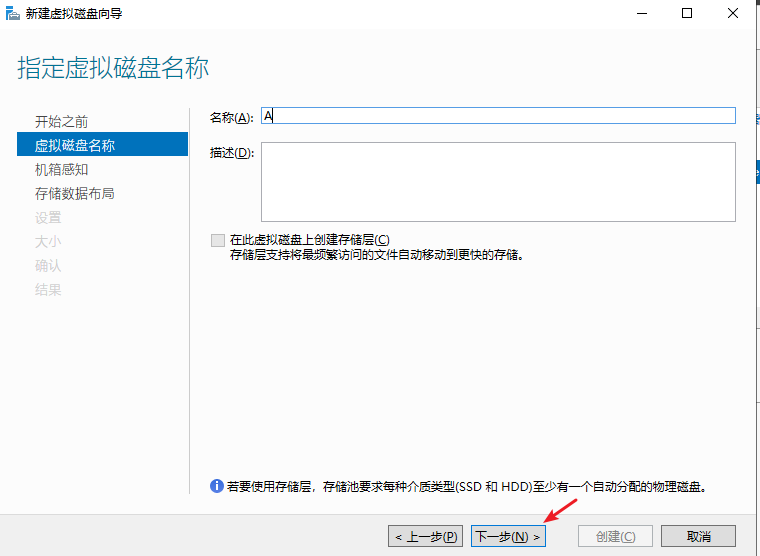 新建虚拟磁盘向导
指定虚拟磁盘名称
开始之前
虚拟磁盘名称
机箱感知
存储数据布局
设置
大小
确认
结果
名称(A):
A
描述(D):
在此虚拟磁盘上创建存储层(C)
存储层支持将最频繁访问的文件自动移动到更快的存储。
若要使用存储层，存储池要求每种介质类型(SSD 和 HDD)至少有一个自动分配的物理磁盘。
< 上一步(P)
下一步(N) >
创建(C)
取消